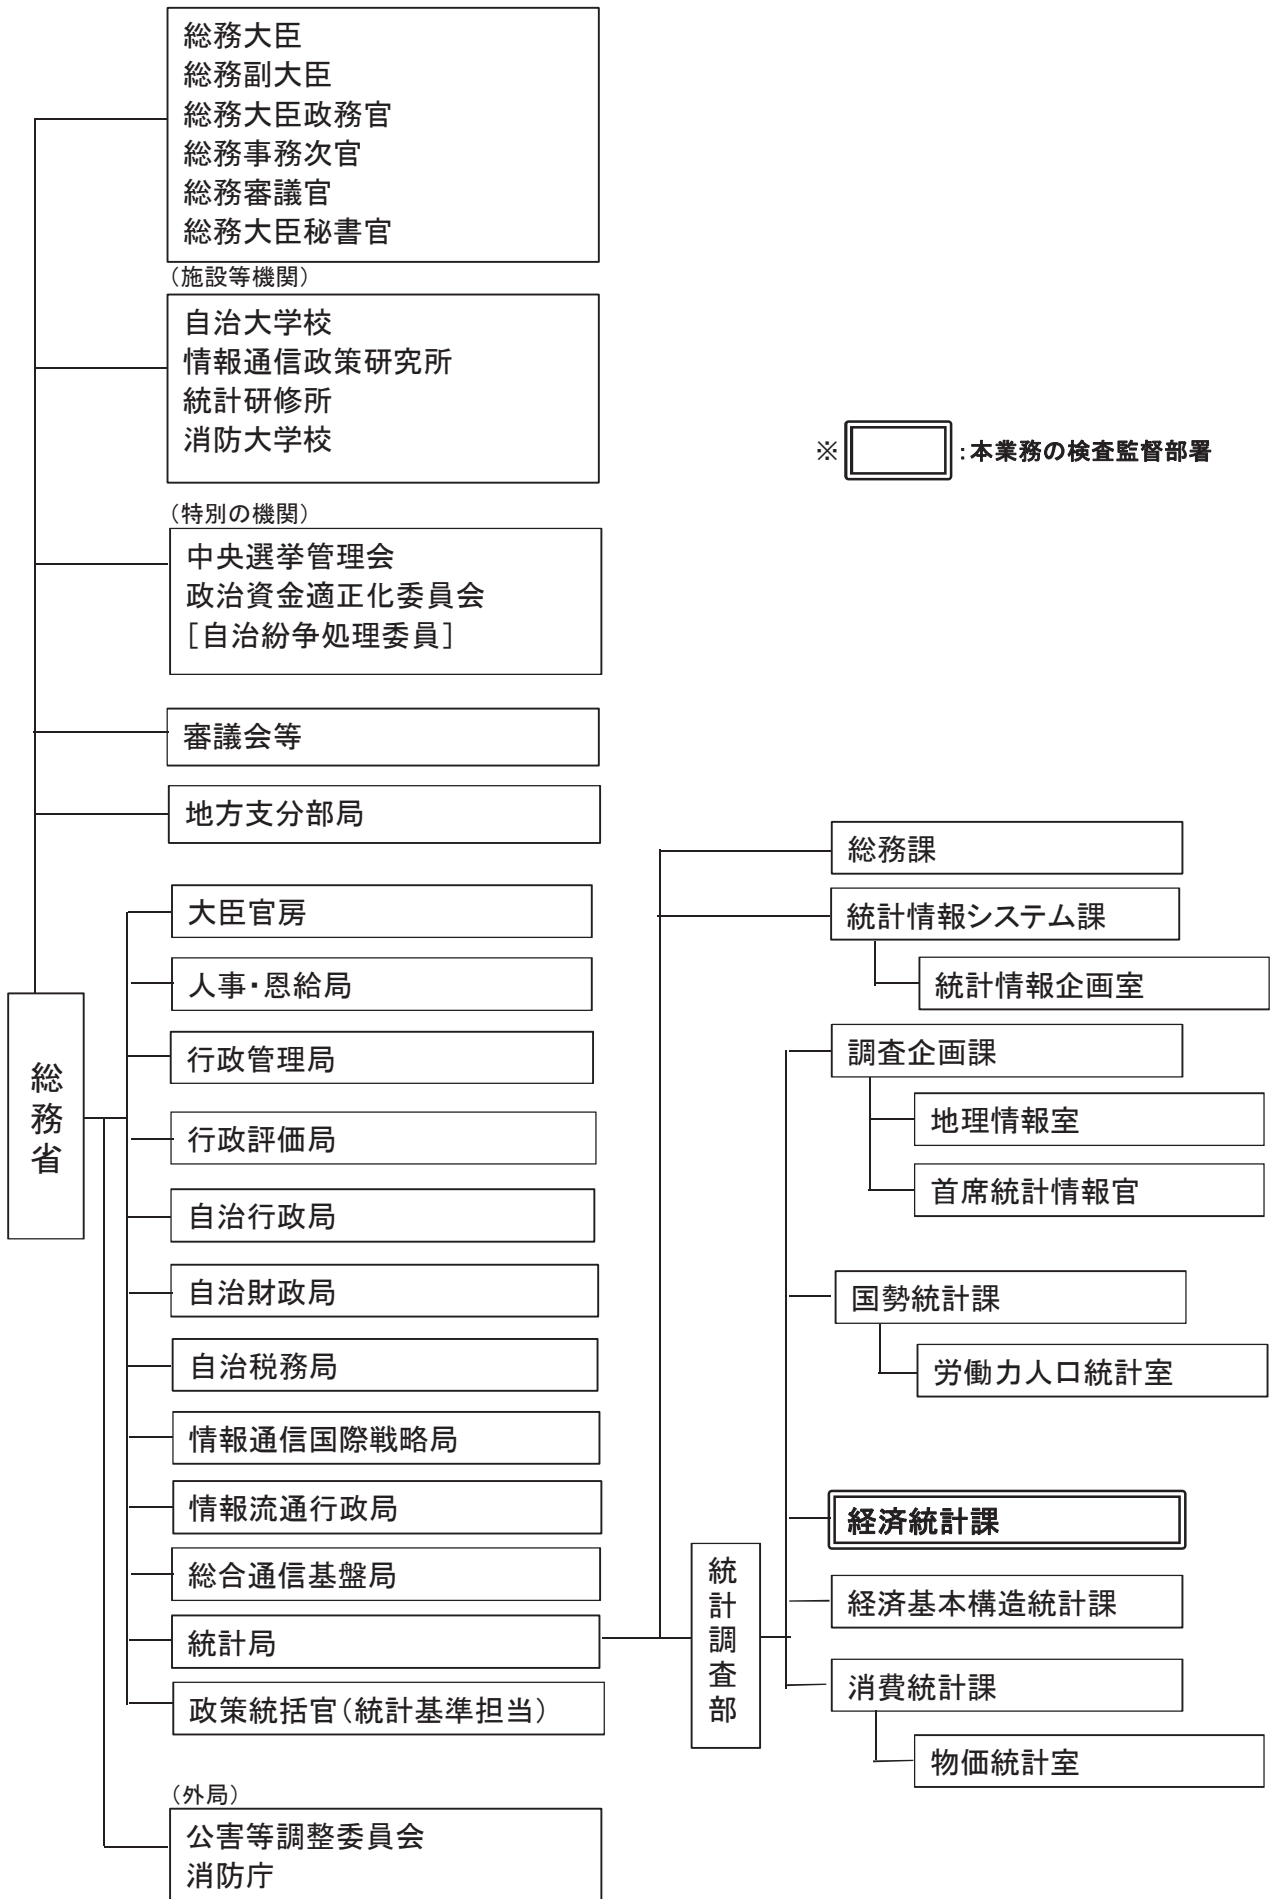 総務大臣
総務副大臣
総務大臣政務官
総務事務次官
総務審議官
総務大臣秘書官
（施設等機関）
自治大学校
情報通信政策研究所
統計研修所
消防大学校
※ ：本業務の検査監督部署
（特別の機関）
中央選挙管理会
政治資金適正化委員会
［自治紛争処理委員］
審議会等
地方支分部局
総務省
大臣官房
人事・恩給局
行政管理局
行政評価局
自治行政局
自治財政局
自治税務局
情報通信国際戦略局
情報流通行政局
総合通信基盤局
統計局
政策統括官（統計基準担当）
（外局）
公害等調整委員会
消防庁
総務課
統計情報システム課
統計情報企画室
統計調査部
調査企画課
地理情報室
首席統計情報官
国勢統計課
労働力人口統計室
経済統計課
経済基本構造統計課
消費統計課
物価統計室